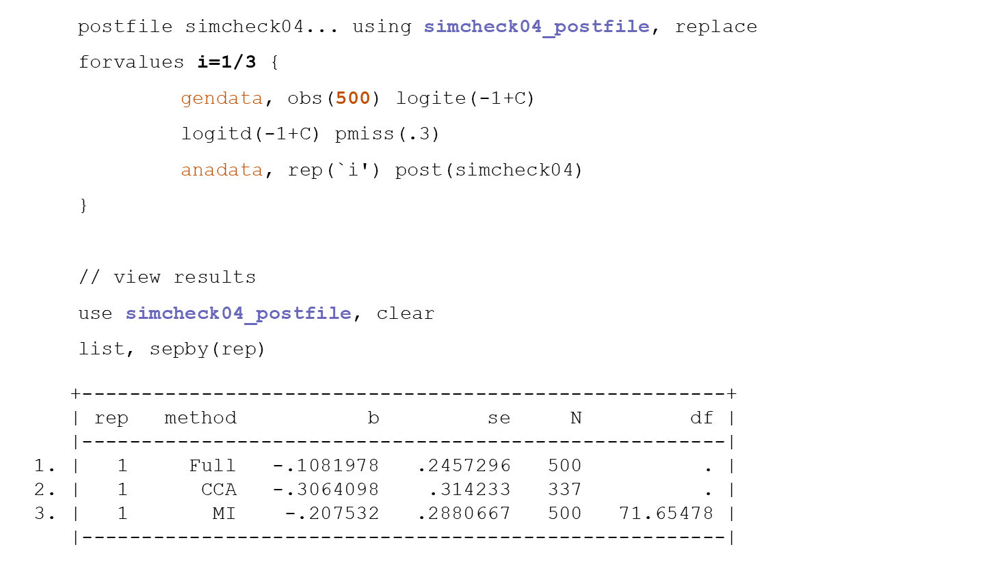 postfile simcheck04... using simcheck04_postfile, replace
forvalues i=1/3 {
gendata, obs(500) logite(-1+C)
logitd(-1+C) pmiss(.3)
anadata, rep(`i') post(simcheck04)
}
// view results
use simcheck04_postfile, clear
list, sepby(rep)
+------------------------------------------------------+
| rep   method           b         se     N         df |
|------------------------------------------------------|
1. |   1     Full   -.1081978   .2457296   500          . |
2. |   1      CCA   -.3064098    .314233   337          . |
3. |   1       MI    -.207532   .2880667   500   71.65478 |
|------------------------------------------------------|